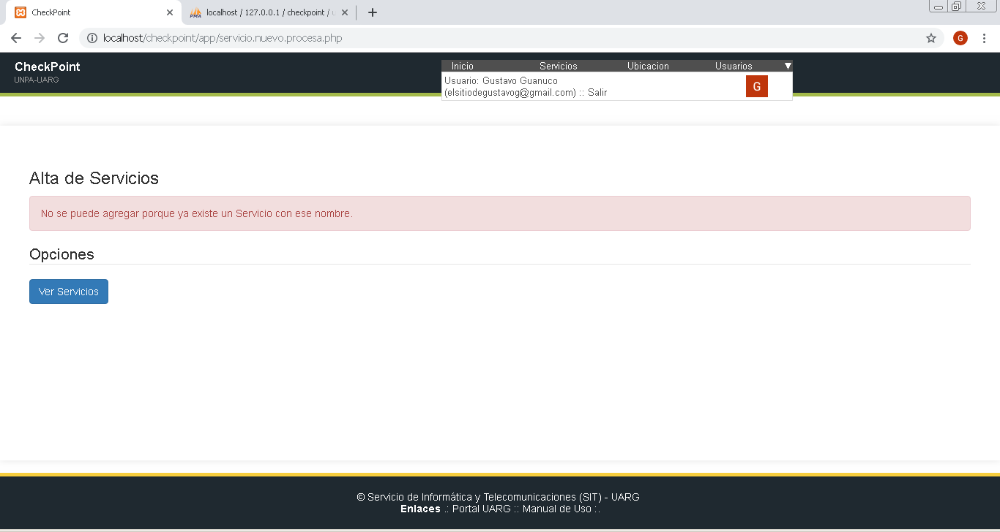 CheckPoint
localhost / 127.0.0.1 / checkpoint /
localhost/checkpoint/app/servicio.nuevo.procesa.php
G
CheckPoint
UNPA-UARG
Inicio Servicios Ubicacion Usuarios ▼
Usuario: Gustavo Guanuco
(elsitiodegustavog@gmail.com) :: Salir
G
Alta de Servicios
No se puede agregar porque ya existe un Servicio con ese nombre.
Opciones
Ver Servicios
© Servicio de Informática y Telecomunicaciones (SIT) - UARG
Enlaces .: Portal UARG :: Manual de Uso :.